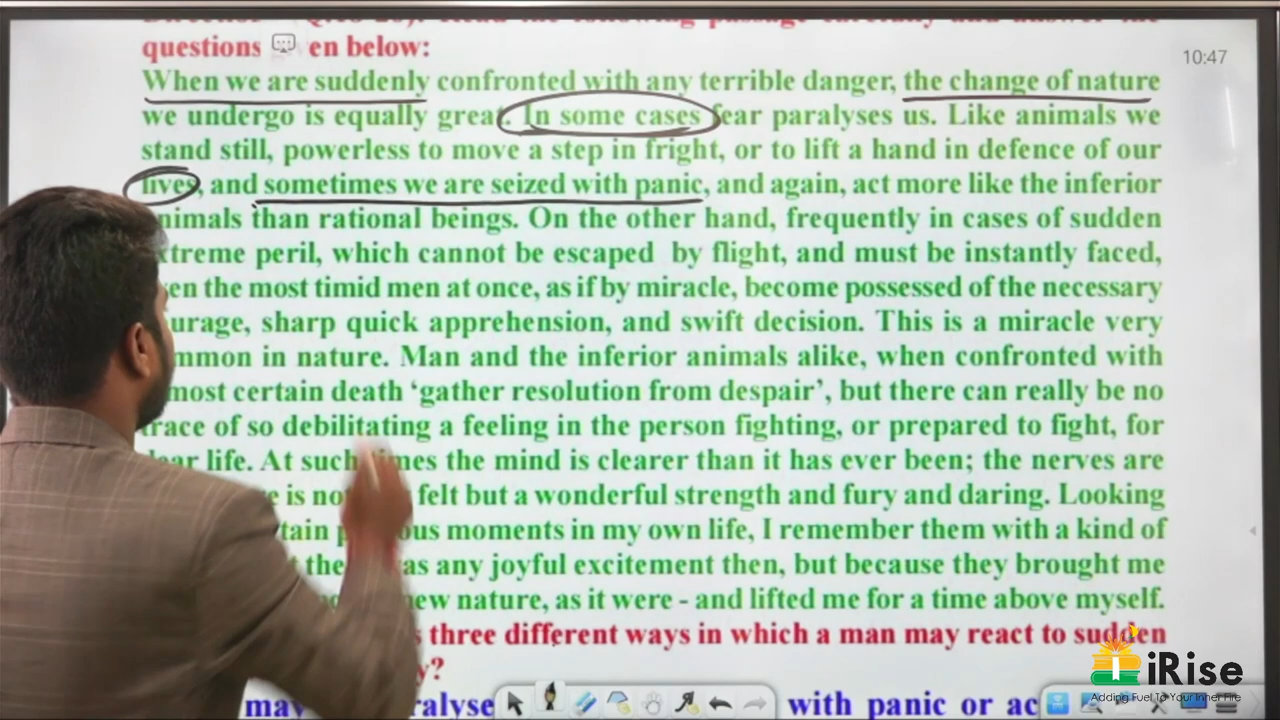 questions en below:
10:47
When we are suddenly confronted with any terrible danger, the change of nature
we undergo is equally great. In some cases fear paralyses us. Like animals we
stand still, powerless to move a step in fright, or to lift a hand in defence of our
lives, and sometimes we are seized with panic, and again, act more like the inferior
nimals than rational beings. On the other hand, frequently in cases of sudden
xtreme peril, which cannot be escaped by flight, and must be instantly faced,
en the most timid men at once, as if by miracle, become possessed of the necessary
urage, sharp quick apprehension, and swift decision. This is a miracle very
mmon in nature. Man and the inferior animals alike, when confronted with
most certain death ‘gather resolution from despair’, but there can really be no
trace of so debilitating a feeling in the person fighting, or prepared to fight, for
dear life. At such times the mind is clearer than it has ever been; the nerves are
is felt but a wonderful strength and fury and daring. Looking
tain ous moments in my own life, I remember them with a kind of
the as any joyful excitement then, but because they brought me
new nature, as it were - and lifted me for a time above myself.
s three different ways in which a man may react to sudden
y?
may ralyse with panic or ac
iRise
Adding Fuel To Your Inner Fire